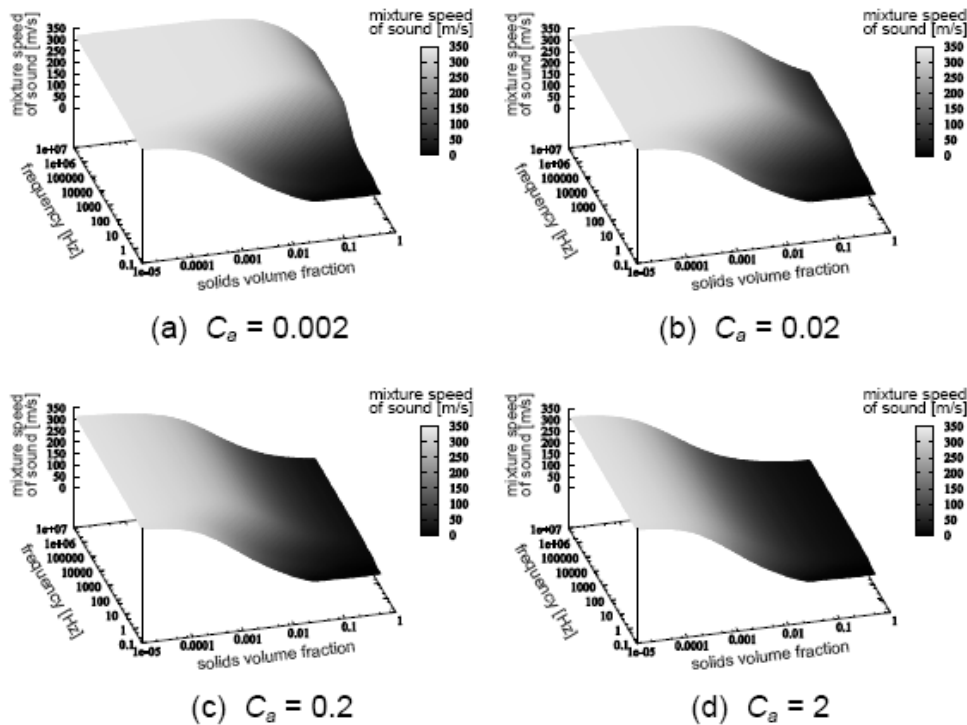 mixture speed
of sound [m/s]
mixture speed
of sound [m/s]
350
300
250
200
150
100
50
0
350
300
250
200
150
100
50
0
1e+07
1e+06
100000
10000
1000
100
10
1
0.1
frequency [Hz]
1e-05
0.0001
0.001
0.01
0.1
1
solids volume fraction
(a) Cₐ = 0.002
mixture speed
of sound [m/s]
mixture speed
of sound [m/s]
350
300
250
200
150
100
50
0
350
300
250
200
150
100
50
0
1e+07
1e+06
100000
10000
1000
100
10
1
0.1
frequency [Hz]
1e-05
0.0001
0.001
0.01
0.1
1
solids volume fraction
(b) Cₐ = 0.02
mixture speed
of sound [m/s]
mixture speed
of sound [m/s]
350
300
250
200
150
100
50
0
350
300
250
200
150
100
50
0
1e+07
1e+06
100000
10000
1000
100
10
1
0.1
frequency [Hz]
1e-05
0.0001
0.001
0.01
0.1
1
solids volume fraction
(c) Cₐ = 0.2
mixture speed
of sound [m/s]
mixture speed
of sound [m/s]
350
300
250
200
150
100
50
0
350
300
250
200
150
100
50
0
1e+07
1e+06
100000
10000
1000
100
10
1
0.1
frequency [Hz]
1e-05
0.0001
0.001
0.01
0.1
1
solids volume fraction
(d) Cₐ = 2